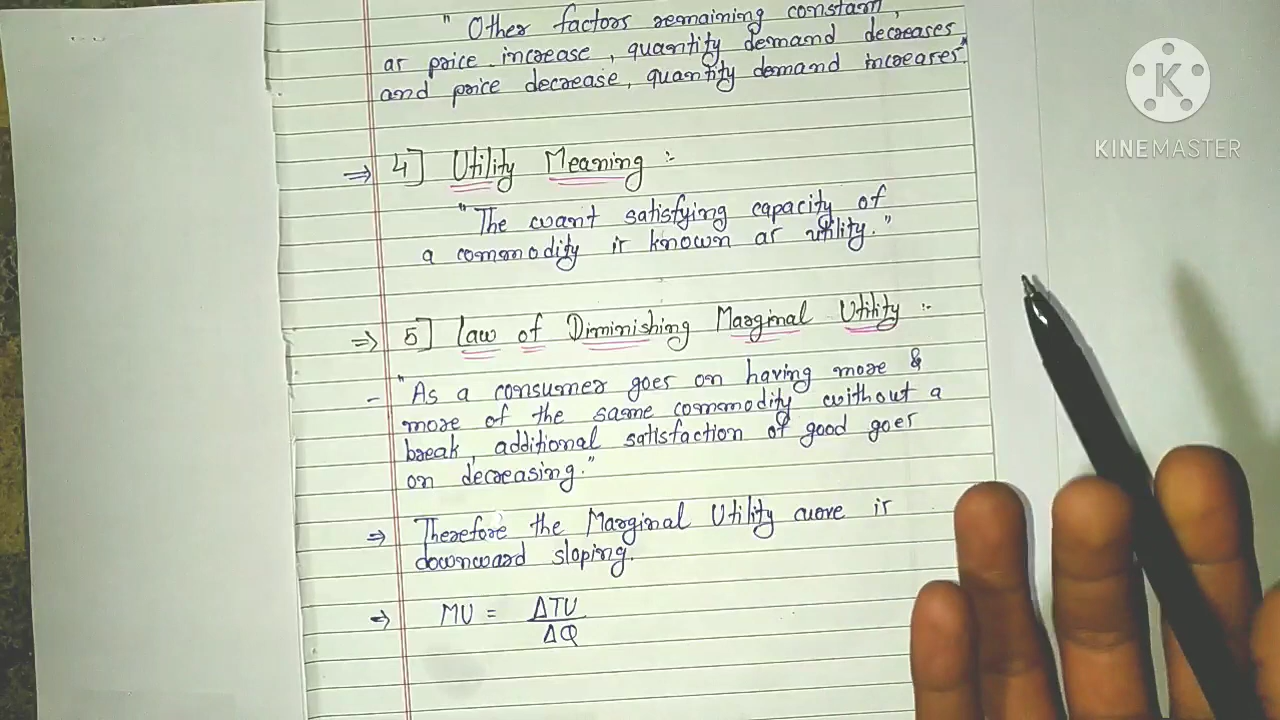 " Other factors remaining constant,
as price increase, quantity demand decreases
and price decrease, quantity demand increases"
⇒ 4] Utility Meaning :-
"The want satisfying capacity of
a commodity is known as utility."
⇒ 5] Law of Diminishing Marginal Utility :-
- "As a consumer goes on having more &
more of the same commodity without a
break, additional satisfaction of good goes
on decreasing."
⇒ Therefore the Marginal Utility curve is
downward sloping.
⇒ MU = ΔTU
ΔQ
K
KINEMASTER